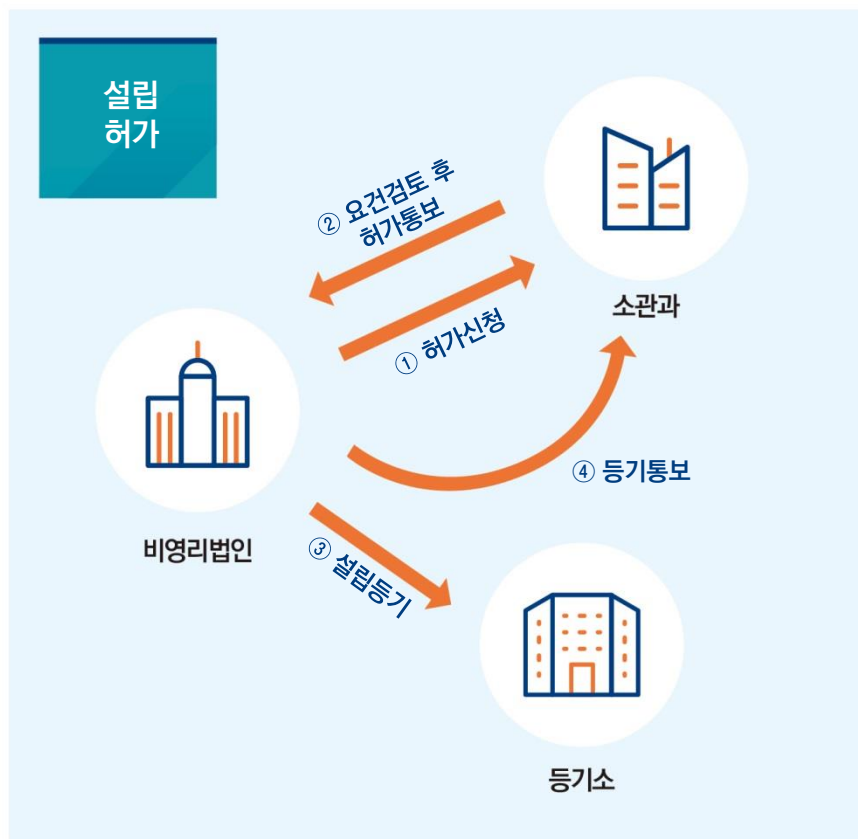 설립
허가
② 요건검토 후
허가통보
① 허가신청
소관과
비영리법인
④ 등기통보
③ 설립등기
등기소